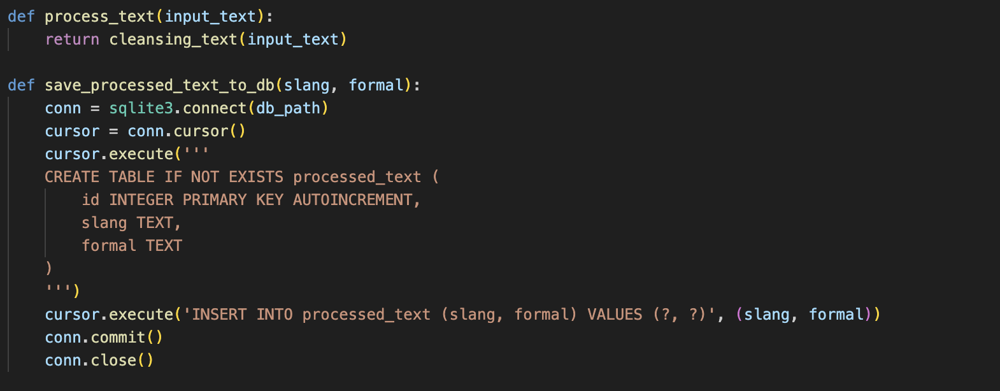 def process_text(input_text):
    return cleansing_text(input_text)

def save_processed_text_to_db(slang, formal):
    conn = sqlite3.connect(db_path)
    cursor = conn.cursor()
    cursor.execute('''
    CREATE TABLE IF NOT EXISTS processed_text (
        id INTEGER PRIMARY KEY AUTOINCREMENT,
        slang TEXT,
        formal TEXT
    )
    ''')
    cursor.execute('INSERT INTO processed_text (slang, formal) VALUES (?, ?)', (slang, formal))
    conn.commit()
    conn.close()